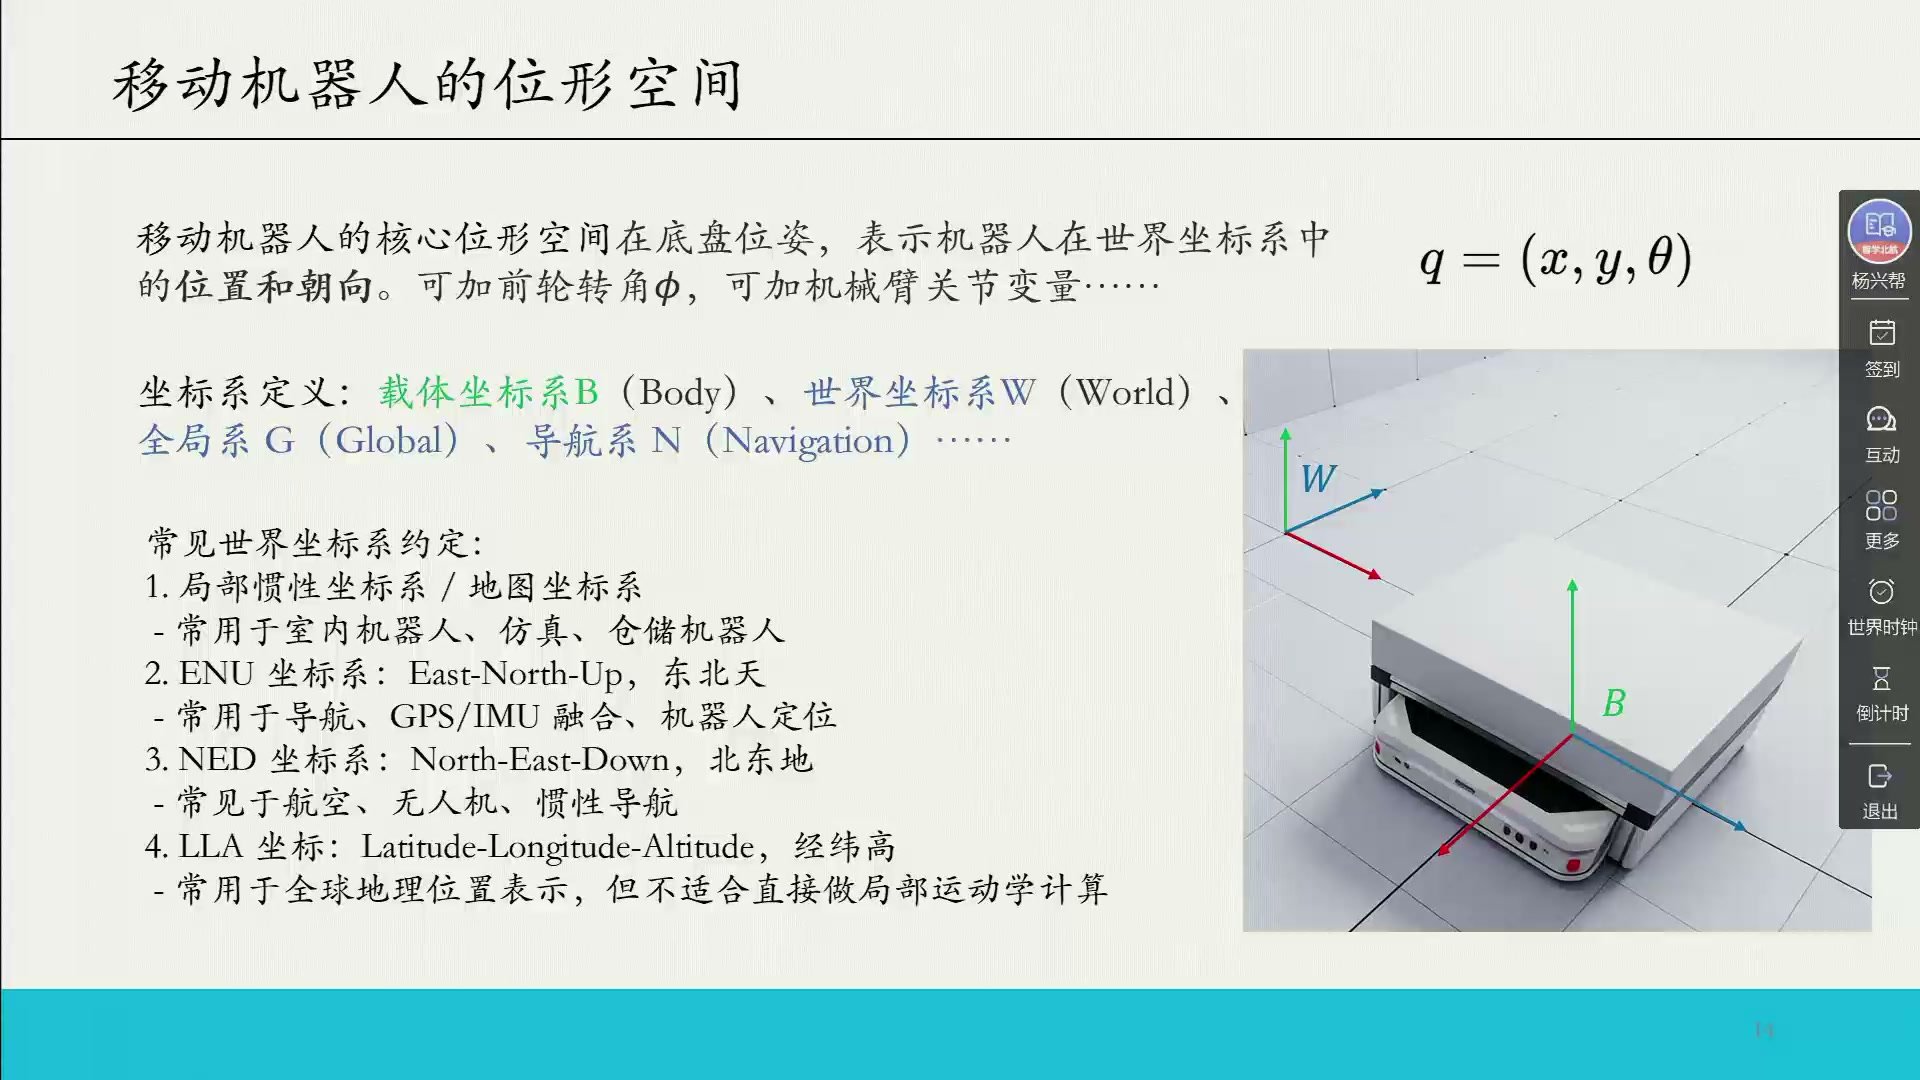 移动机器人的位形空间
移动机器人的核心位形空间在底盘位姿，表示机器人在世界坐标系中
的位置和朝向。可加前轮转角ϕ，可加机械臂关节变量……
q = (x, y, θ)
坐标系定义：载体坐标系B（Body）、世界坐标系W（World）、
全局系 G（Global）、导航系 N（Navigation）……
常见世界坐标系约定：
1. 局部惯性坐标系 / 地图坐标系
- 常用于室内机器人、仿真、仓储机器人
2. ENU 坐标系：East-North-Up，东北天
- 常用于导航、GPS/IMU 融合、机器人定位
3. NED 坐标系：North-East-Down，北东地
- 常见于航空、无人机、惯性导航
4. LLA 坐标：Latitude-Longitude-Altitude，经纬高
- 常用于全球地理位置表示，但不适合直接做局部运动学计算
W
B
智学北航
杨兴帮
签到
互动
更多
世界时钟
倒计时
退出